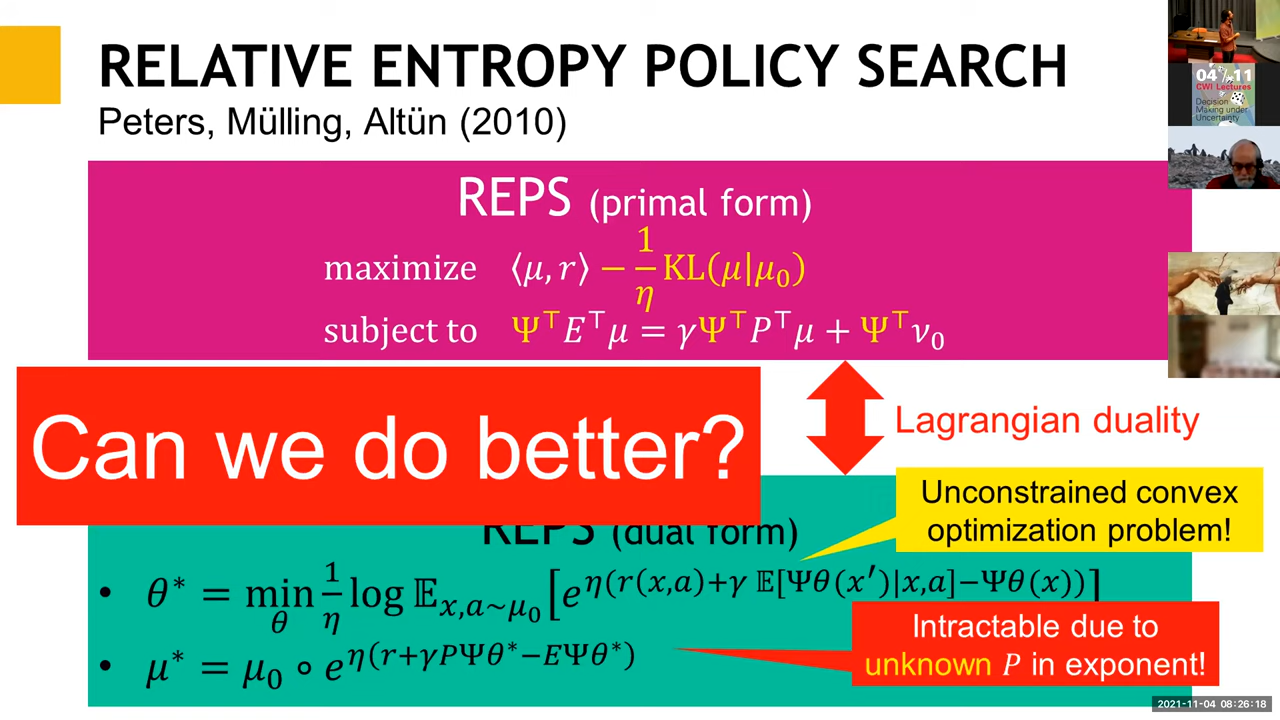 RELATIVE ENTROPY POLICY SEARCH
Peters, Mülling, Altün (2010)
REPS (primal form)
maximize ⟨μ, r⟩ − 1/η KL(μ|μ₀)
subject to Ψ⊤E⊤μ = γΨ⊤P⊤μ + Ψ⊤ν₀
Can we do better?
Lagrangian duality
Unconstrained convex
optimization problem!
REPS (dual form)
• θ* = min_θ 1/η log 𝔼_{x,a∼μ₀}[e^{η(r(x,a)+γ 𝔼[Ψθ(x′)|x,a]−Ψθ(x))}]
Intractable due to
unknown P in exponent!
• μ* = μ₀ ∘ e^{η(r+γPΨθ*−EΨθ*)}
04 11
CWI Lectures
Decision
Making under
Uncertainty
2021-11-04 08:26:18